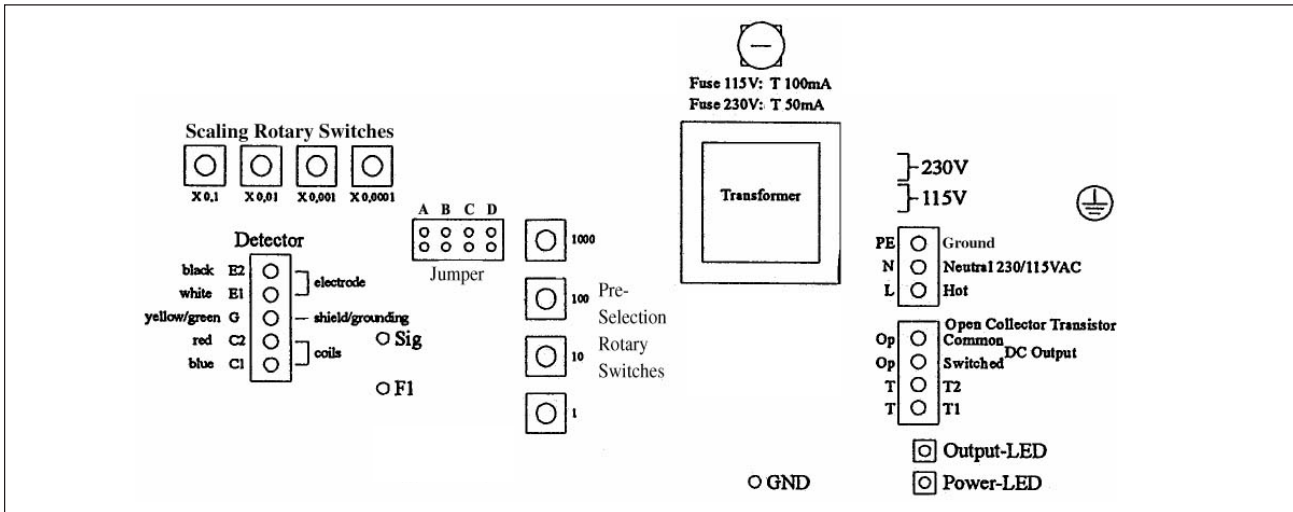 Fuse 115V: T 100mA
Fuse 230V: T 50mA
Scaling Rotary Switches
X 0,1 X 0,01 X 0,001 X 0,0001
Transformer
230V
115V
A B C D
Jumper
Detector
black E2
white E1
electrode
yellow/green G shield/grounding
red C2
blue C1
coils
Sig
F1
1000
100
10
1
Pre-
Selection
Rotary
Switches
PE Ground
N Neutral 230/115VAC
L Hot
Open Collector Transistor
Op Common
Op Switched
DC Output
T T2
T T1
Output-LED
Power-LED
GND